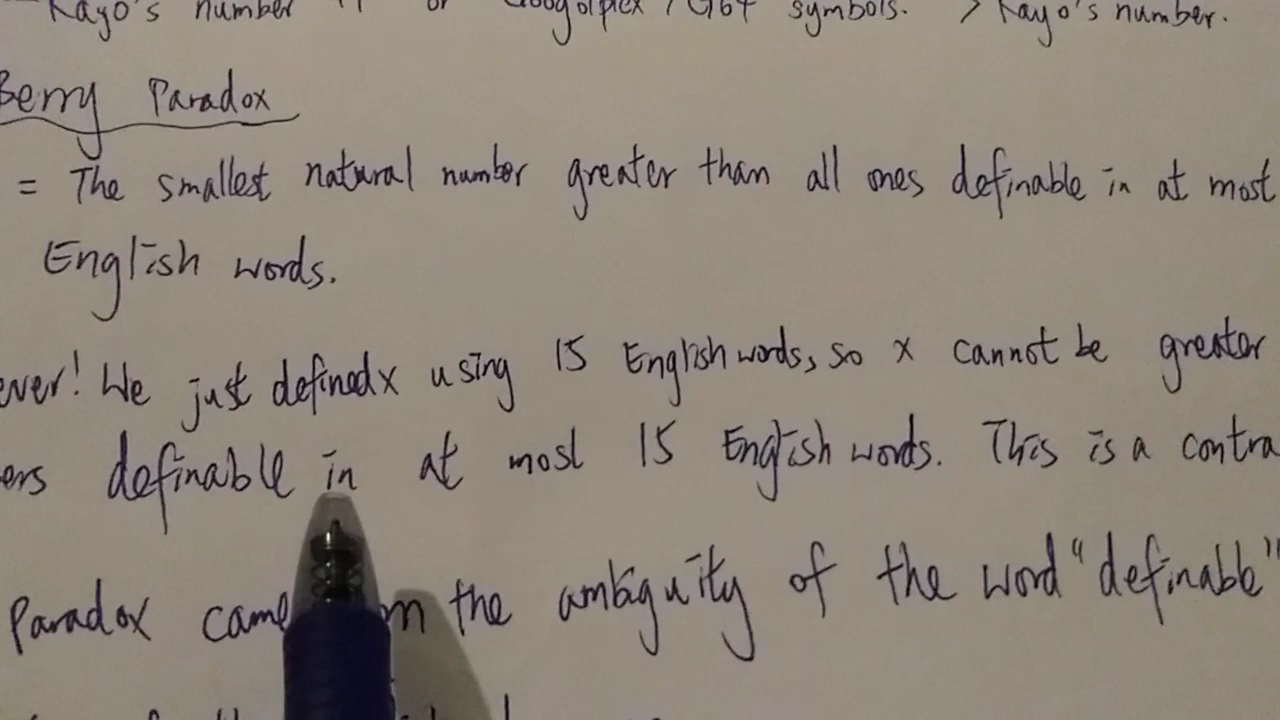 Rayo's number or Googolplex / G64 symbols. > Rayo's number.
Berry Paradox
= The smallest natural number greater than all ones definable in at most
English words.
ever! We just defined x using 15 English words, so x cannot be greater
ers definable in at most 15 English words. This is a contra
Paradox came the ambiguity of the word "definable"